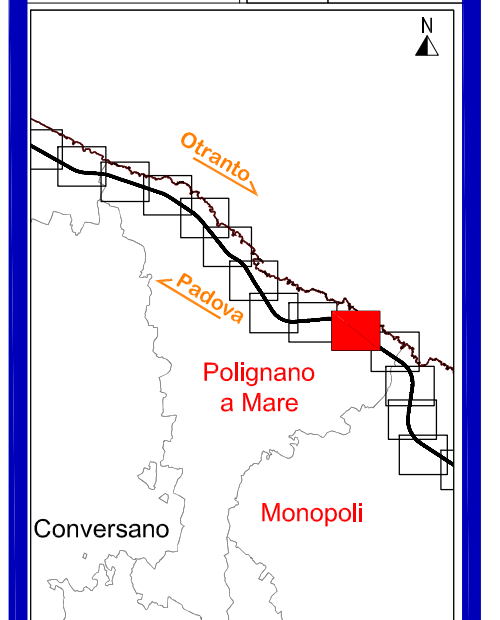 N
Otranto
Padova
Polignano
a Mare
Monopoli
Conversano